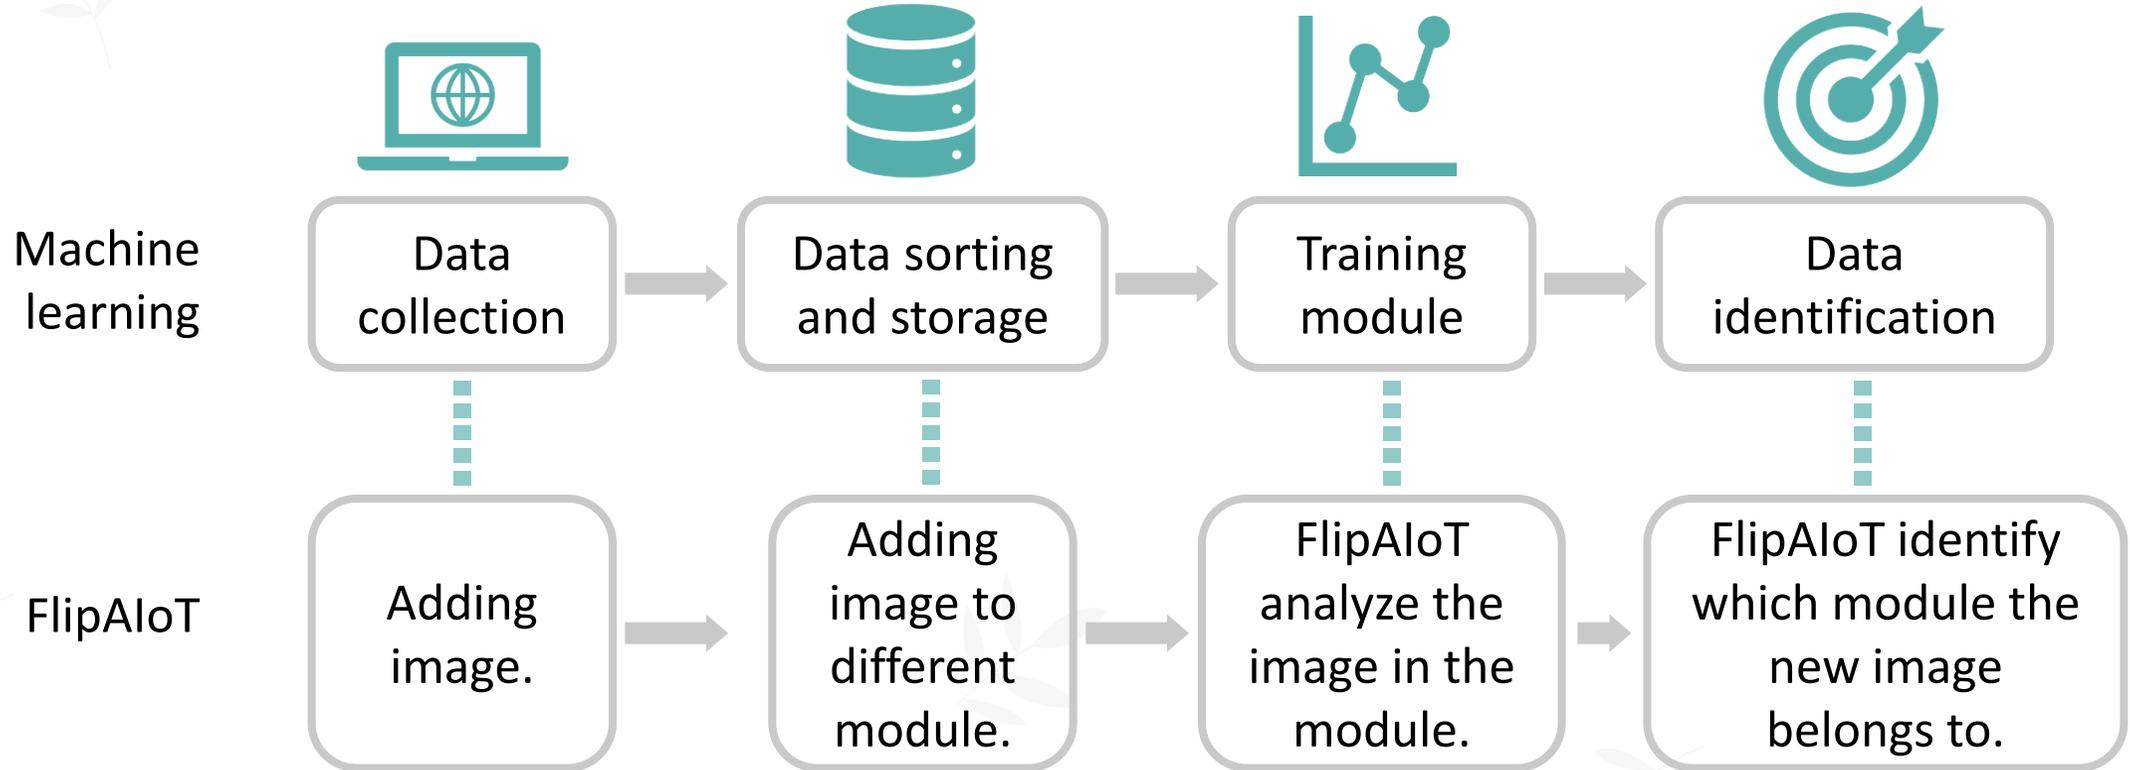 Machine
learning
Data
collection
Data sorting
and storage
Training
module
Data
identification
FlipAIoT
Adding
image.
Adding
image to
different
module.
FlipAIoT
analyze the
image in the
module.
FlipAIoT identify
which module the
new image
belongs to.